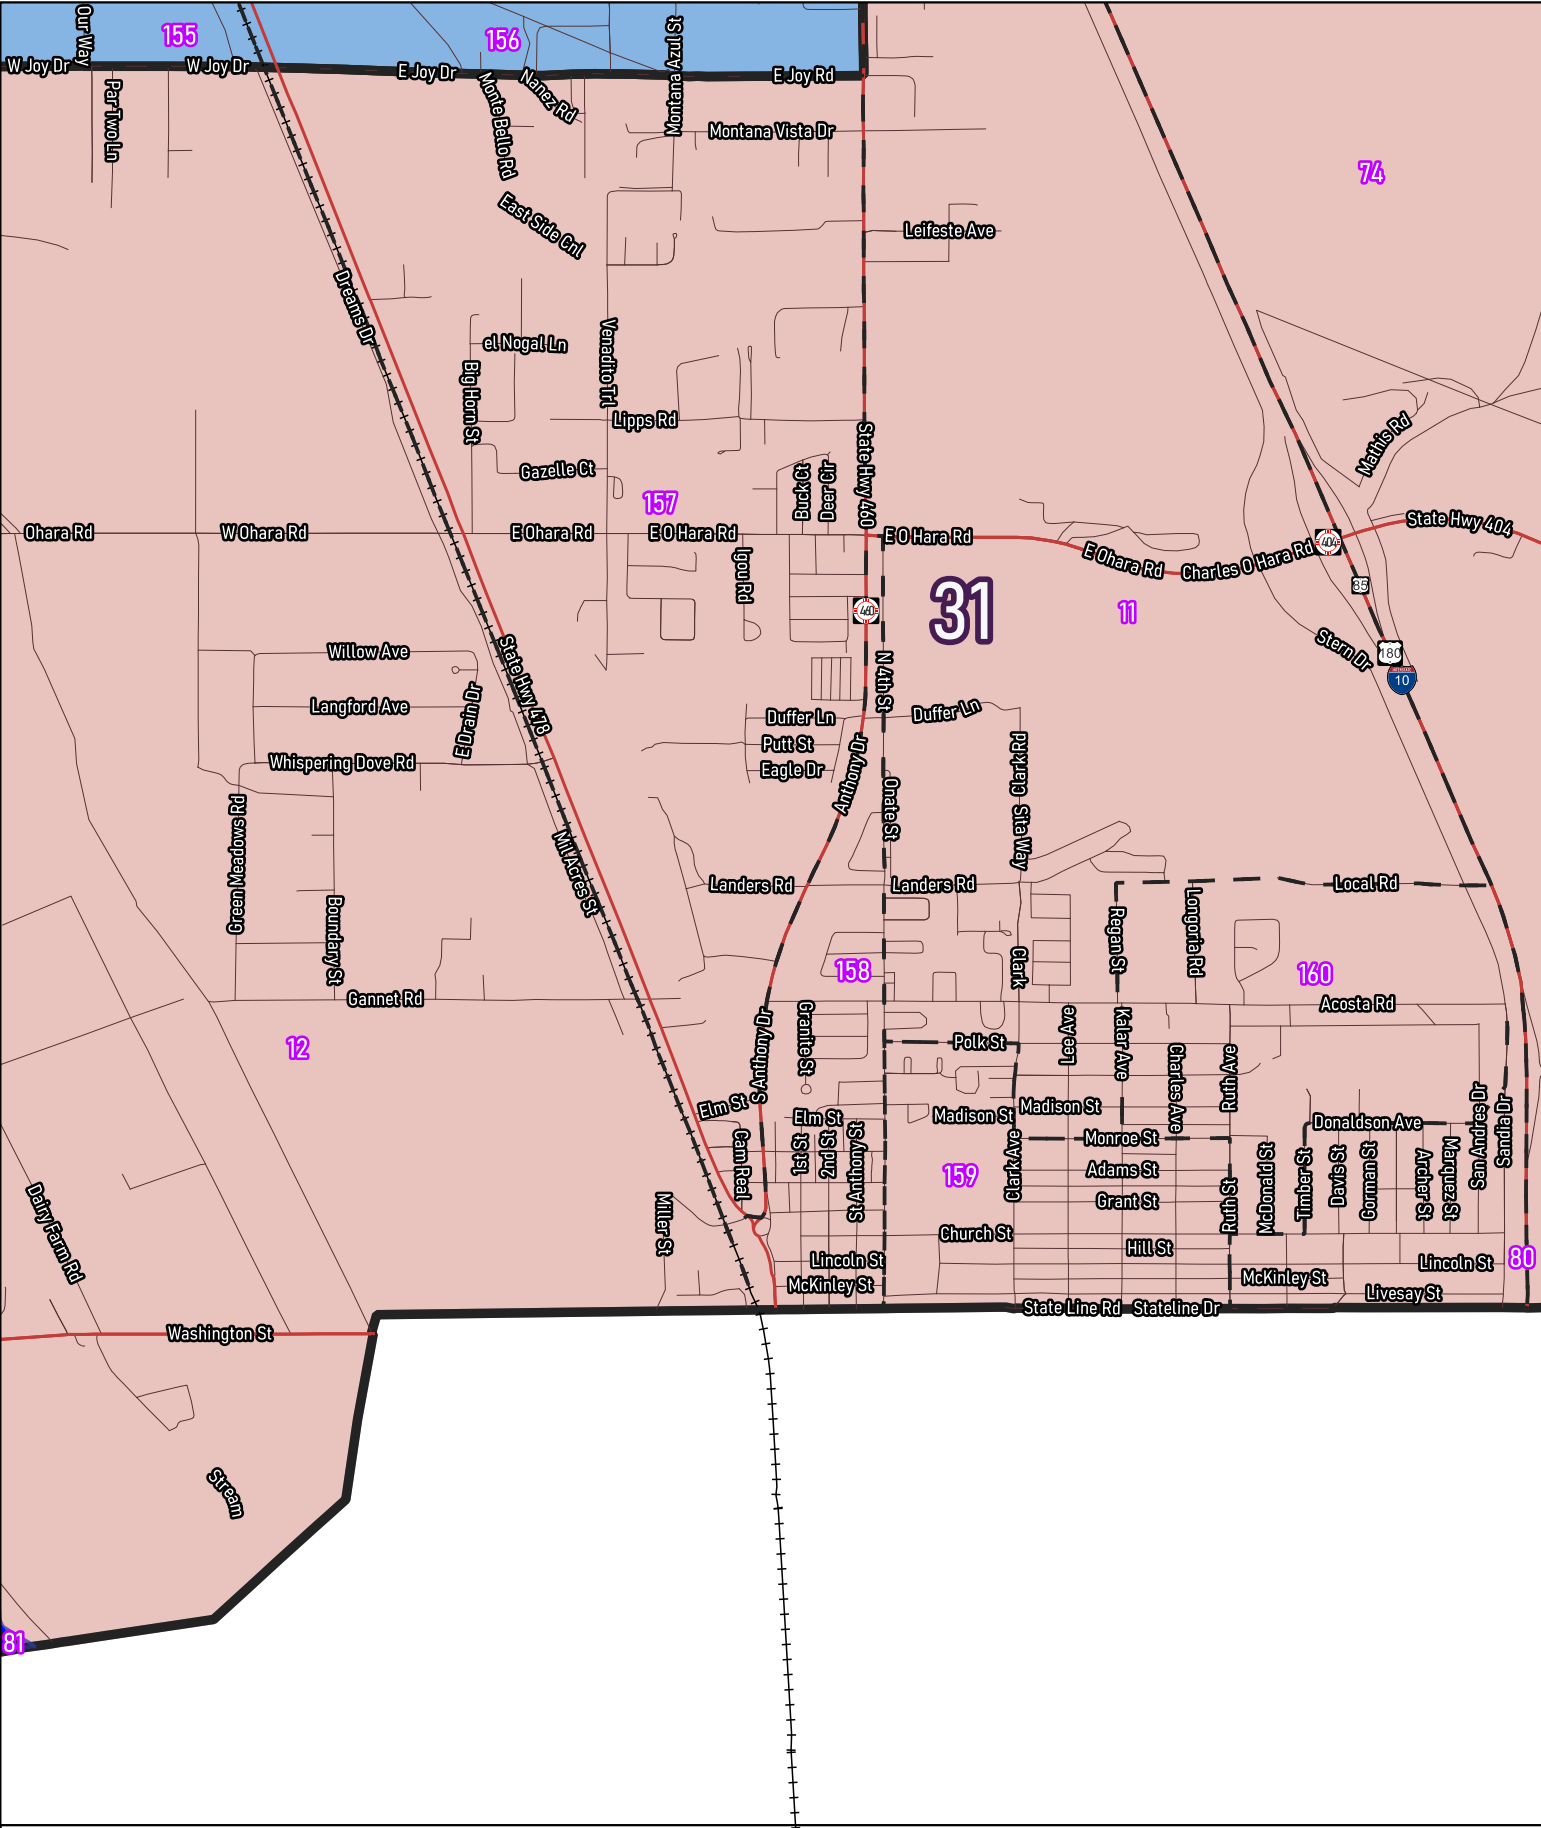 Our Way
155
156
Montana Azul St
W Joy Dr
W Joy Dr
E Joy Dr
E Joy Rd
Par Two Ln
Monte Bello Rd
Nanez Rd
Montana Vista Dr
74
East Side Cnl
Leifeste Ave
Dreams Dr
el Nogal Ln
Venadito Trl
Big Horn St
Lipps Rd
Mathis Rd
State Hwy 460
Gazelle Ct
Buck Ct
Deer Cir
157
Ohara Rd
W Ohara Rd
E Ohara Rd
E O Hara Rd
E O Hara Rd
E Ohara Rd
Charles O Hara Rd
404
State Hwy 404
Igou Rd
85
460
31
11
Willow Ave
State Hwy 478
N 4th St
Stern Dr
180
INTERSTATE
10
Langford Ave
E Drain Dr
Duffer Ln
Duffer Ln
Putt St
Clark Rd
Whispering Dove Rd
Eagle Dr
Anthony Dr
Onate St
Sita Way
Green Meadows Rd
Mil Acres St
Landers Rd
Landers Rd
Local Rd
Boundary St
Regan St
Longoria Rd
Clark
158
160
Gannet Rd
Acosta Rd
12
S Anthony Dr
Granite St
Polk St
Lee Ave
Kalar Ave
Charles Ave
Ruth Ave
Elm St
Elm St
Madison St
Madison St
Donaldson Ave
San Andres Dr
Sandia Dr
Cam Real
1st St
2nd St
St Anthony St
159
Clark Ave
Monroe St
Adams St
Grant St
Ruth St
McDonald St
Timber St
Davis St
Gorman St
Archer St
Marquez St
Dairy Farm Rd
Miller St
Church St
Hill St
Lincoln St
Lincoln St
80
McKinley St
McKinley St
Livesay St
State Line Rd
Stateline Dr
Washington St
Stream
81